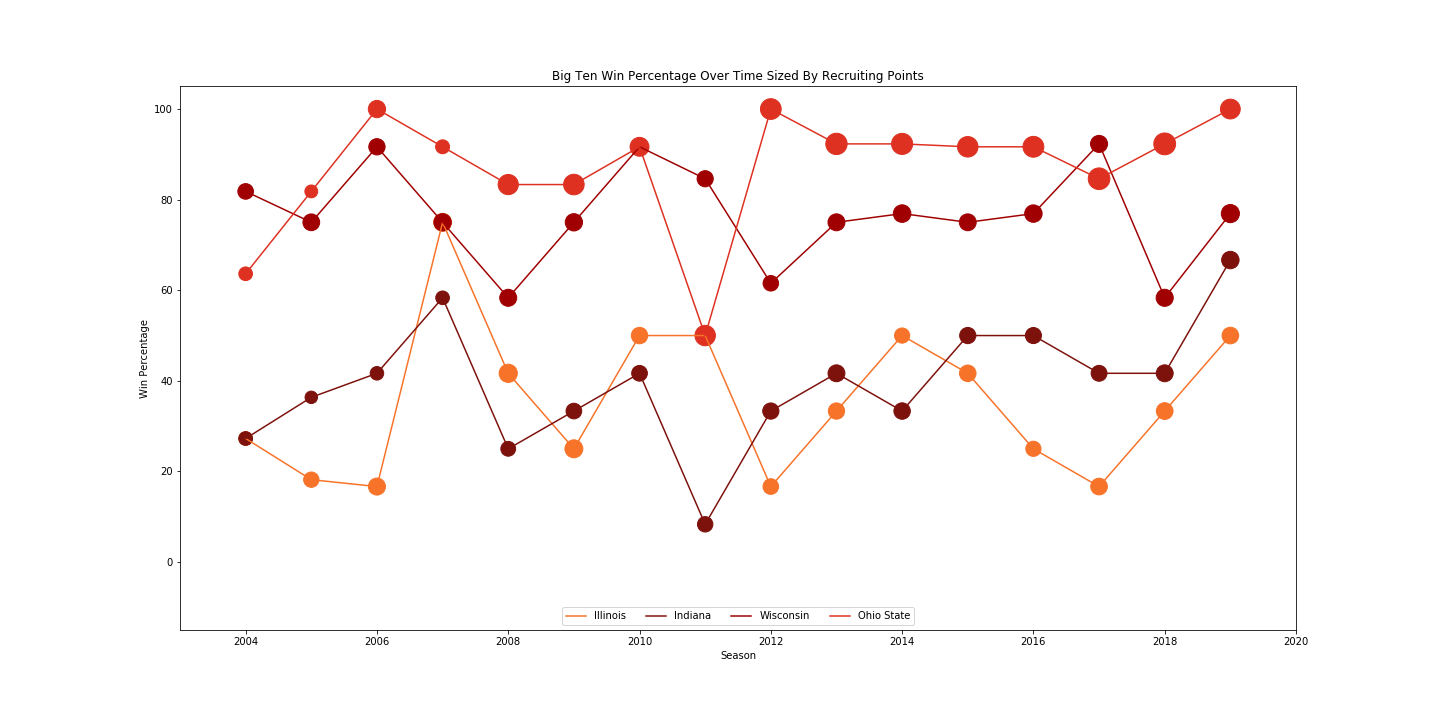 Big Ten Win Percentage Over Time Sized By Recruiting Points
100
80
60
40
20
0
Win Percentage
Illinois Indiana Wisconsin Ohio State
2004 2006 2008 2010 2012 2014 2016 2018 2020
Season